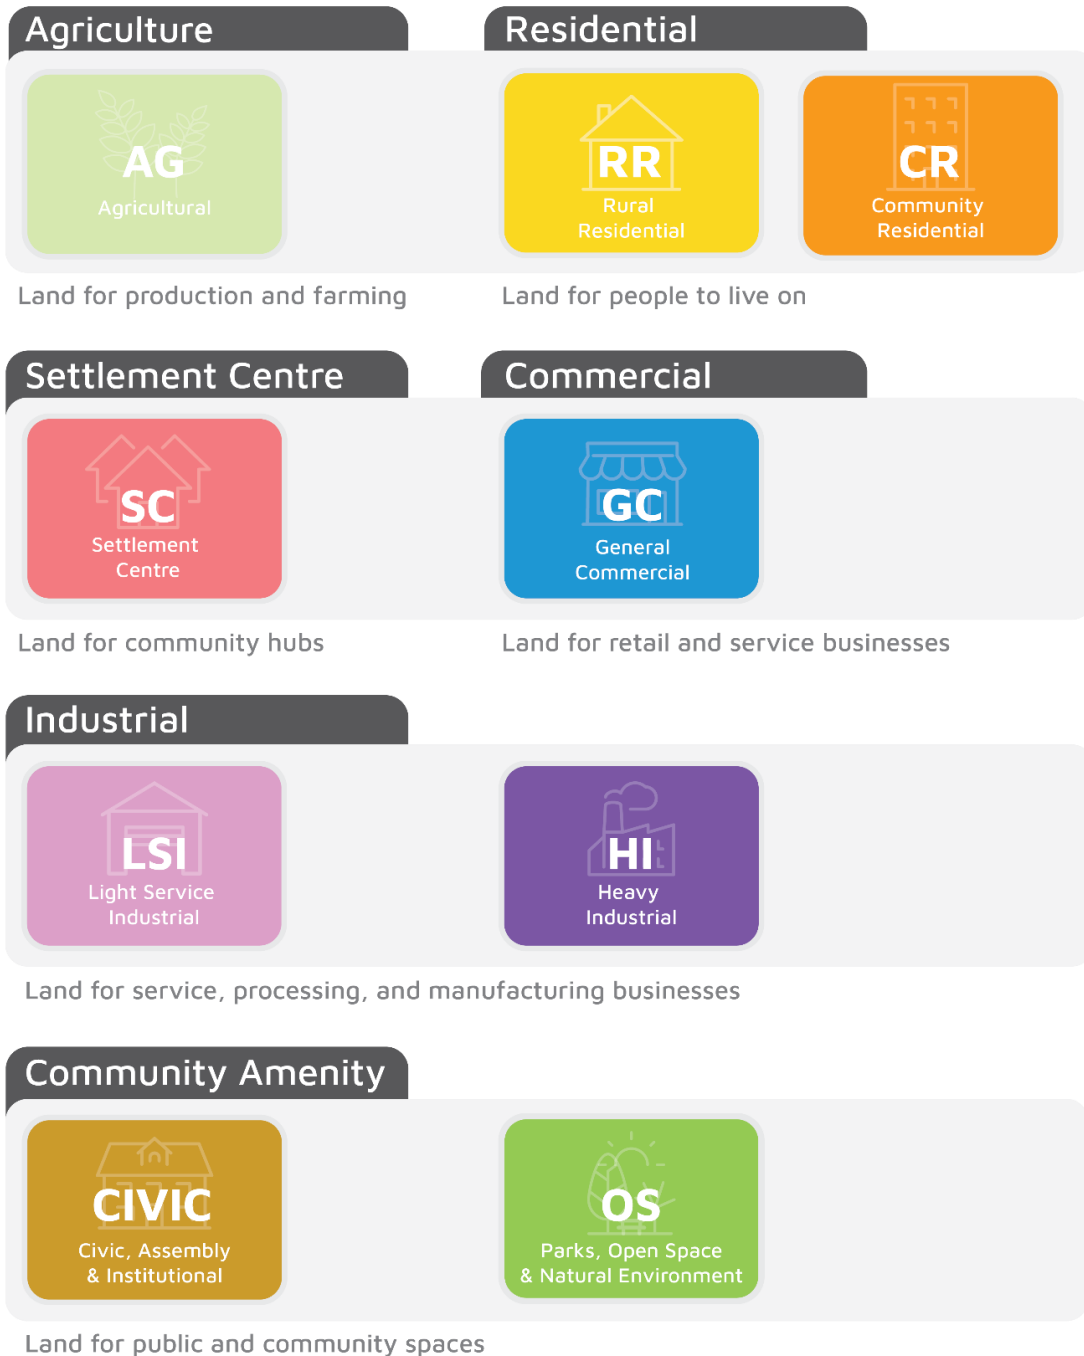 Agriculture
Residential
AG
Agricultural
RR
Rural
Residential
CR
Community
Residential
Land for production and farming
Land for people to live on
Settlement Centre
Commercial
SC
Settlement
Centre
GC
General
Commercial
Land for community hubs
Land for retail and service businesses
Industrial
LSI
Light Service
Industrial
HI
Heavy
Industrial
Land for service, processing, and manufacturing businesses
Community Amenity
CIVIC
Civic, Assembly
& Institutional
OS
Parks, Open Space
& Natural Environment
Land for public and community spaces